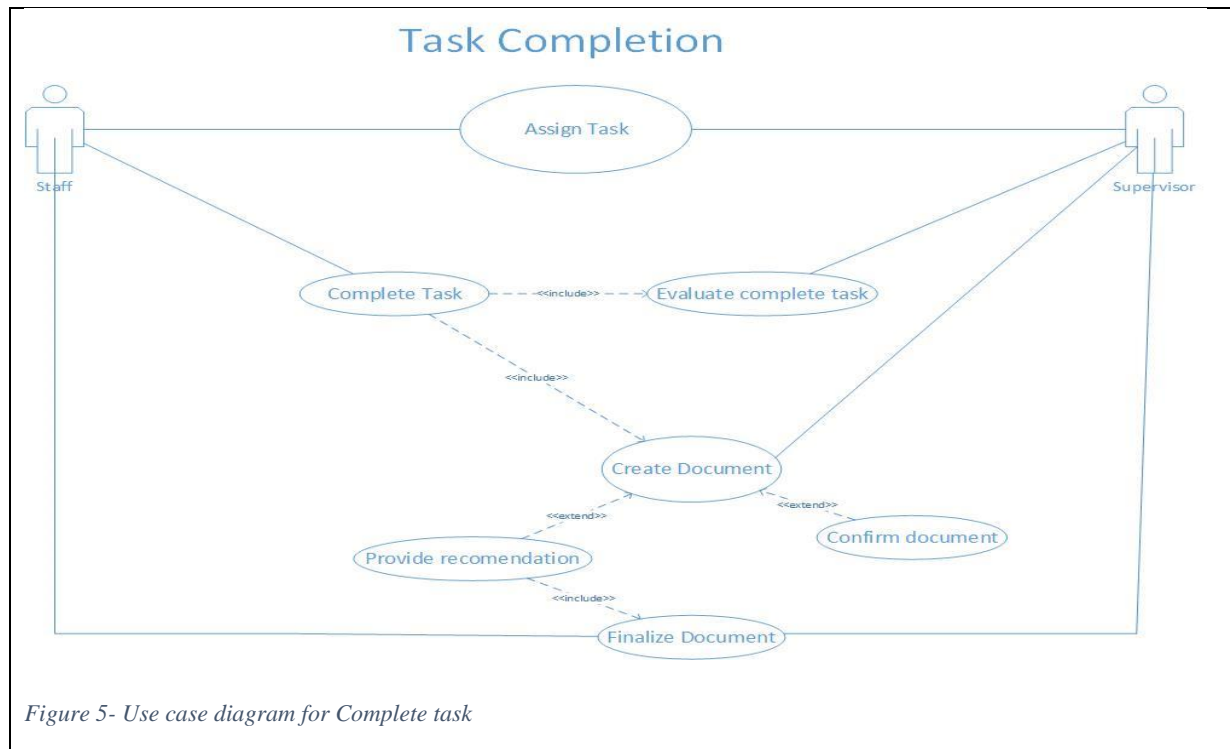 Task Completion
Assign Task
Staff
Supervisor
Complete Task
<<include>>
Evaluate complete task
<<include>>
Create Document
<<extend>>
<<extend>>
Confirm document
Provide recomendation
<<include>>
Finalize Document
Figure 5- Use case diagram for Complete task